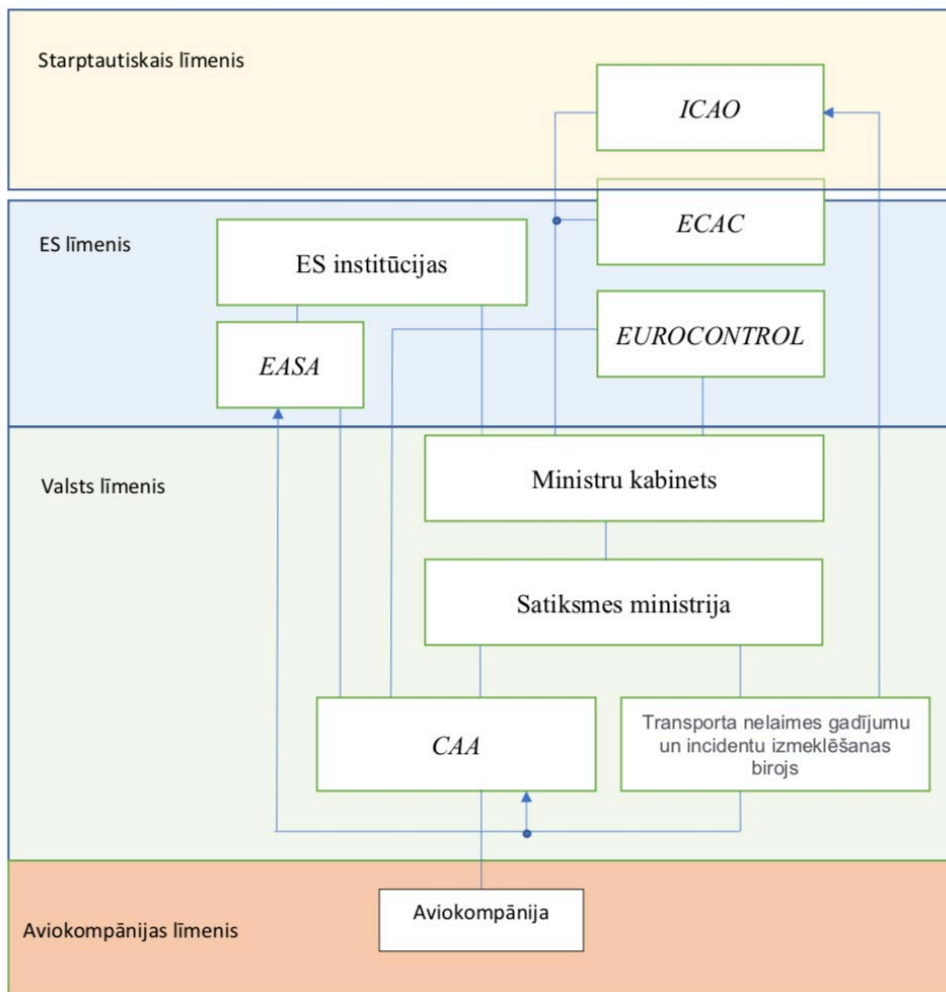 Starptautiskais līmenis
ICAO
ECAC
ES līmenis
ES institūcijas
EUROCONTROL
EASA
Valsts līmenis
Ministru kabinets
Satiksmes ministrija
CAA
Transporta nelaimes gadījumu
un incidentu izmeklēšanas
birojs
Aviokompānija
Aviokompānijas līmenis